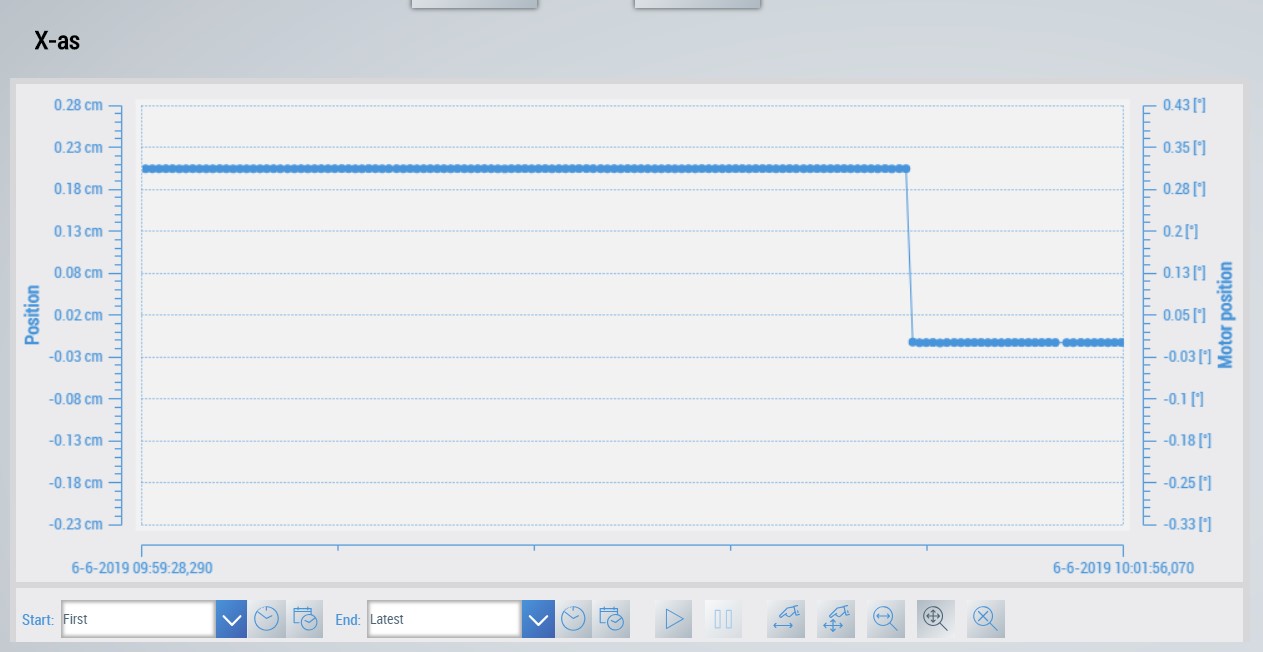 X-as
0.28 cm
0.23 cm
0.18 cm
0.13 cm
0.08 cm
0.02 cm
-0.03 cm
-0.08 cm
-0.13 cm
-0.18 cm
-0.23 cm
Position
0.43 [°]
0.35 [°]
0.28 [°]
0.2 [°]
0.13 [°]
0.05 [°]
-0.03 [°]
-0.1 [°]
-0.18 [°]
-0.25 [°]
-0.33 [°]
Motor position
6-6-2019 09:59:28,290
6-6-2019 10:01:56,070
Start: First
End: Latest